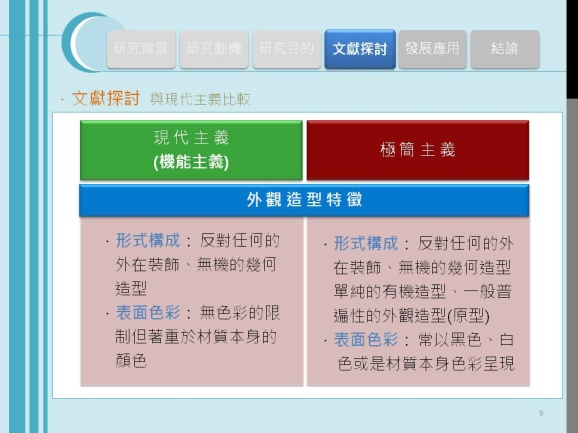 研究背景 研究動機 研究目的 文獻探討 發展應用 結論
· 文獻探討 與現代主義比較
現代主義
(機能主義)
極簡主義
外觀造型特徵
· 形式構成： 反對任何的
外在裝飾、無機的幾何
造型
· 表面色彩： 無色彩的限
制但著重於材質本身的
顏色
· 形式構成： 反對任何的外
在裝飾、無機的幾何造型
單純的有機造型、一般普
遍性的外觀造型(原型)
· 表面色彩： 常以黑色、白
色或是材質本身色彩呈現
9